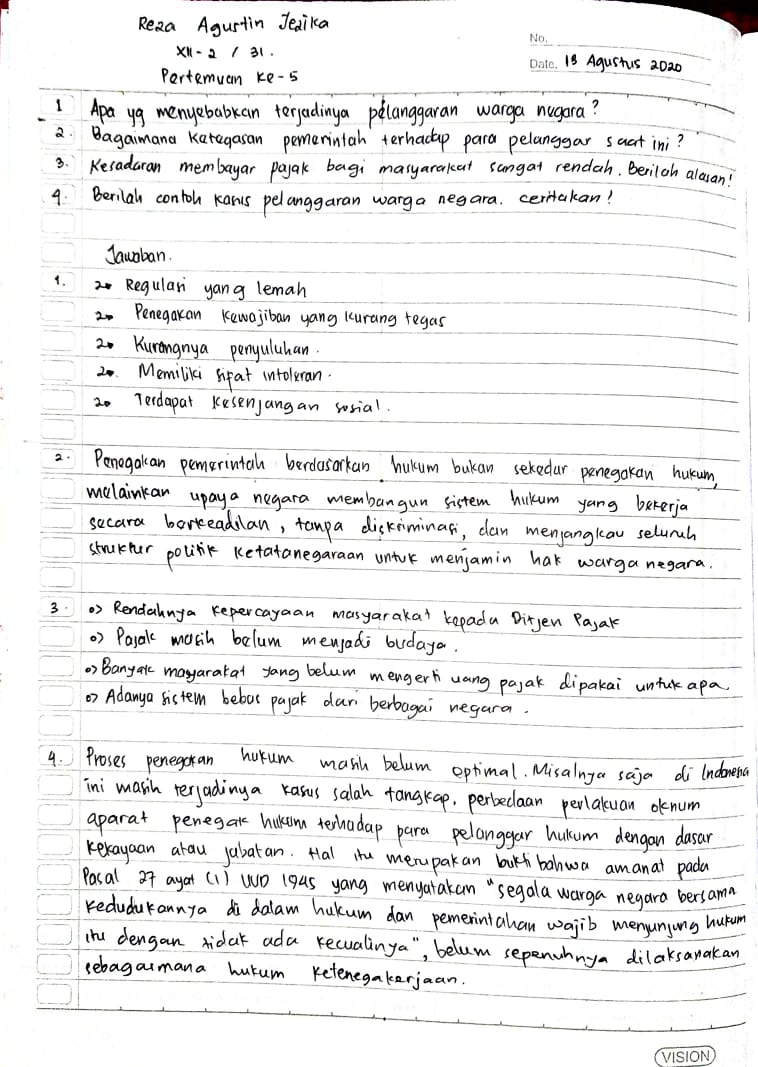 Reza Agustin Jezika
XII-2 / 31.
Pertemuan ke-5
No.
Date. 18 Agustus 2020
1 Apa yg menyebabkan terjadinya pelanggaran warga negara?
2. Bagaimana Ketegasan pemerintah terhadap para pelanggar saat ini?
3. Kesadaran membayar pajak bagi masyarakat sangat rendah. Berilah alasan!
4. Berilah contoh kasus pelanggaran warga negara. ceritakan!
Jawaban.
1. Regulasi yang lemah
Penegakan kewajiban yang kurang tegas
Kurangnya penyuluhan.
Memiliki sifat intoleran.
Terdapat kesenjangan sosial.
2. Penegakan pemerintah berdasarkan hukum bukan sekedar penegakan hukum,
melainkan upaya negara membangun sistem hukum yang bekerja
secara berkeadilan, tanpa diskriminasi, dan menjangkau seluruh
struktur politik ketatanegaraan untuk menjamin hak warga negara.
3. o> Rendahnya kepercayaan masyarakat kepada Ditjen Pajak
o> Pajak masih belum menjadi budaya.
o> Banyak masyarakat yang belum mengerti uang pajak dipakai untuk apa
o> Adanya sistem bebas pajak dari berbagai negara.
4. Proses penegakan hukum masih belum optimal. Misalnya saja di Indonesia
ini masih terjadinya kasus salah tangkap, perbedaan perlakuan oknum
aparat penegak hukum terhadap para pelanggar hukum dengan dasar
kekayaan atau jabatan. Hal itu merupakan bukti bahwa amanat pada
Pasal 27 ayat (1) UUD 1945 yang menyatakan "segala warga negara bersama
kedudukannya di dalam hukum dan pemerintahan wajib menjunjung hukum
itu dengan tidak ada kecualinya", belum sepenuhnya dilaksanakan
sebagaimana hukum ketenegakerjaan.
VISION